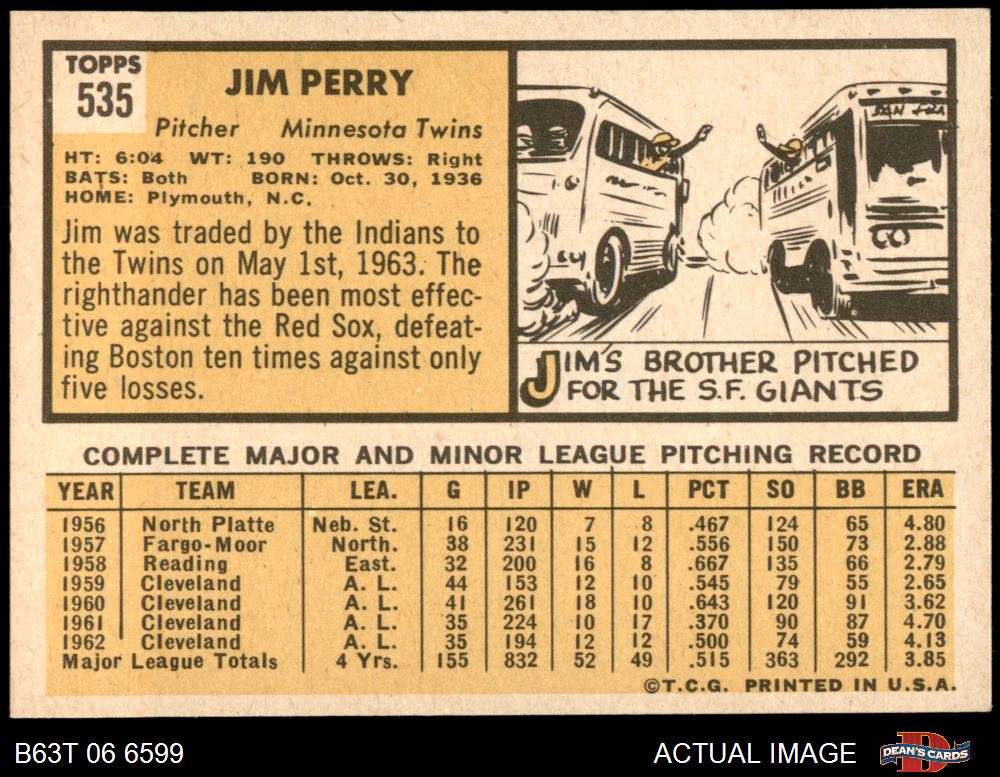 TOPPS
535
JIM PERRY
Pitcher Minnesota Twins
HT: 6:04 WT: 190 THROWS: Right
BATS: Both BORN: Oct. 30, 1936
HOME: Plymouth, N.C.
Jim was traded by the Indians to
the Twins on May 1st, 1963. The
righthander has been most effec-
tive against the Red Sox, defeat-
ing Boston ten times against only
five losses.
SAN FRA
JIM'S BROTHER PITCHED
FOR THE S.F. GIANTS
COMPLETE MAJOR AND MINOR LEAGUE PITCHING RECORD
YEAR TEAM LEA. G IP W L PCT SO BB ERA
1956 North Platte Neb. St. 16 120 7 8 .467 124 65 4.80
1957 Fargo-Moor North. 38 231 15 12 .556 150 73 2.88
1958 Reading East. 32 200 16 8 .667 135 66 2.79
1959 Cleveland A. L. 44 153 12 10 .545 79 55 2.65
1960 Cleveland A. L. 41 261 18 10 .643 120 91 3.62
1961 Cleveland A. L. 35 224 10 17 .370 90 87 4.70
1962 Cleveland A. L. 35 194 12 12 .500 74 59 4.13
Major League Totals 4 Yrs. 155 832 52 49 .515 363 292 3.85
©T.C.G. PRINTED IN U.S.A.
B63T 06 6599
ACTUAL IMAGE
DEAN'S CARDS